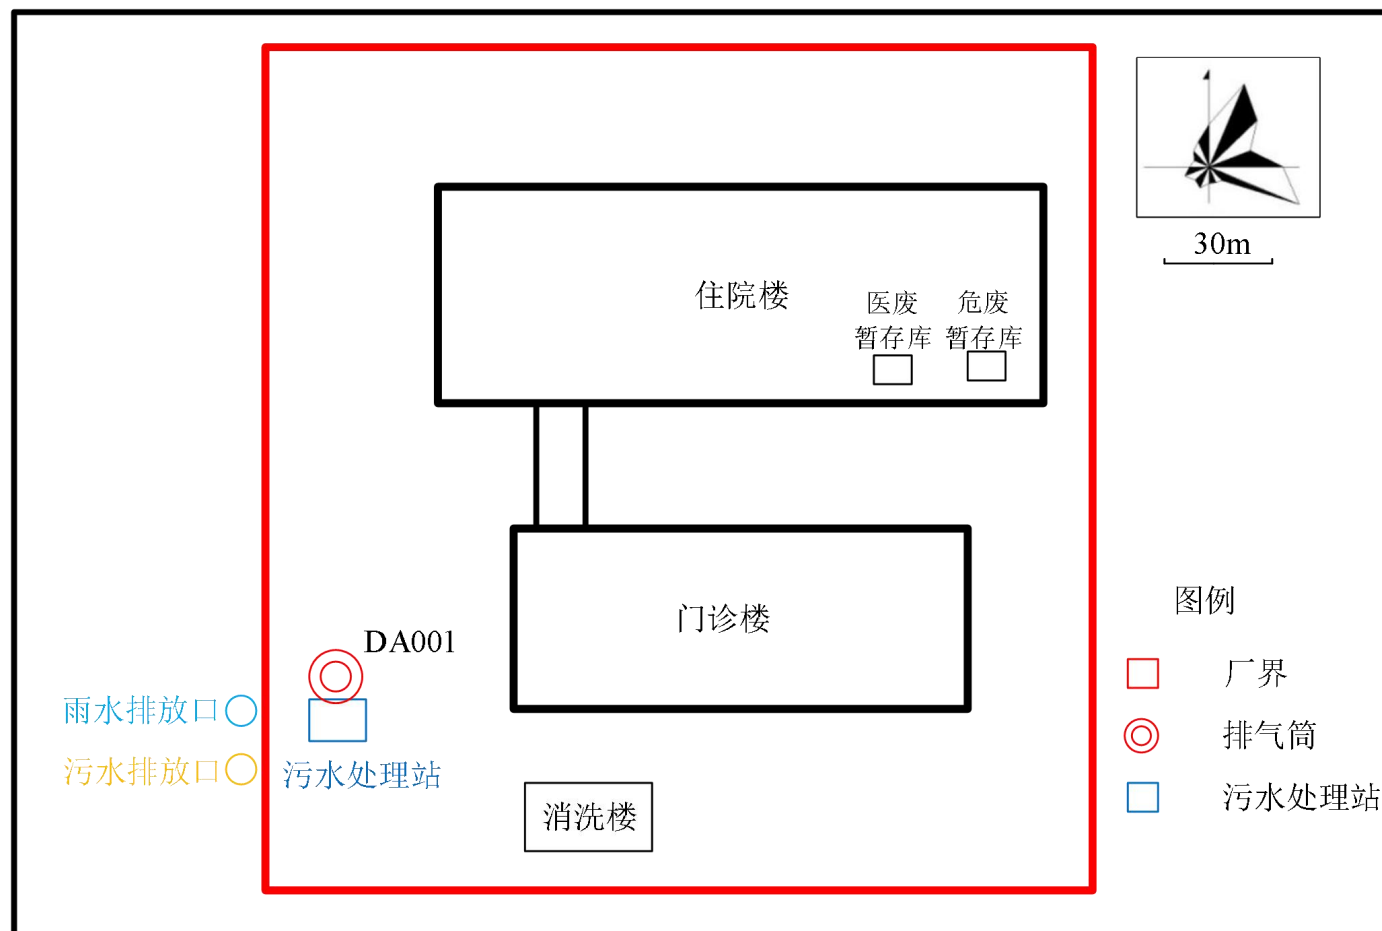 30m
住院楼
医废
暂存库
危废
暂存库
门诊楼
图例
DA001
厂界
雨水排放口
排气筒
污水排放口
污水处理站
污水处理站
消洗楼